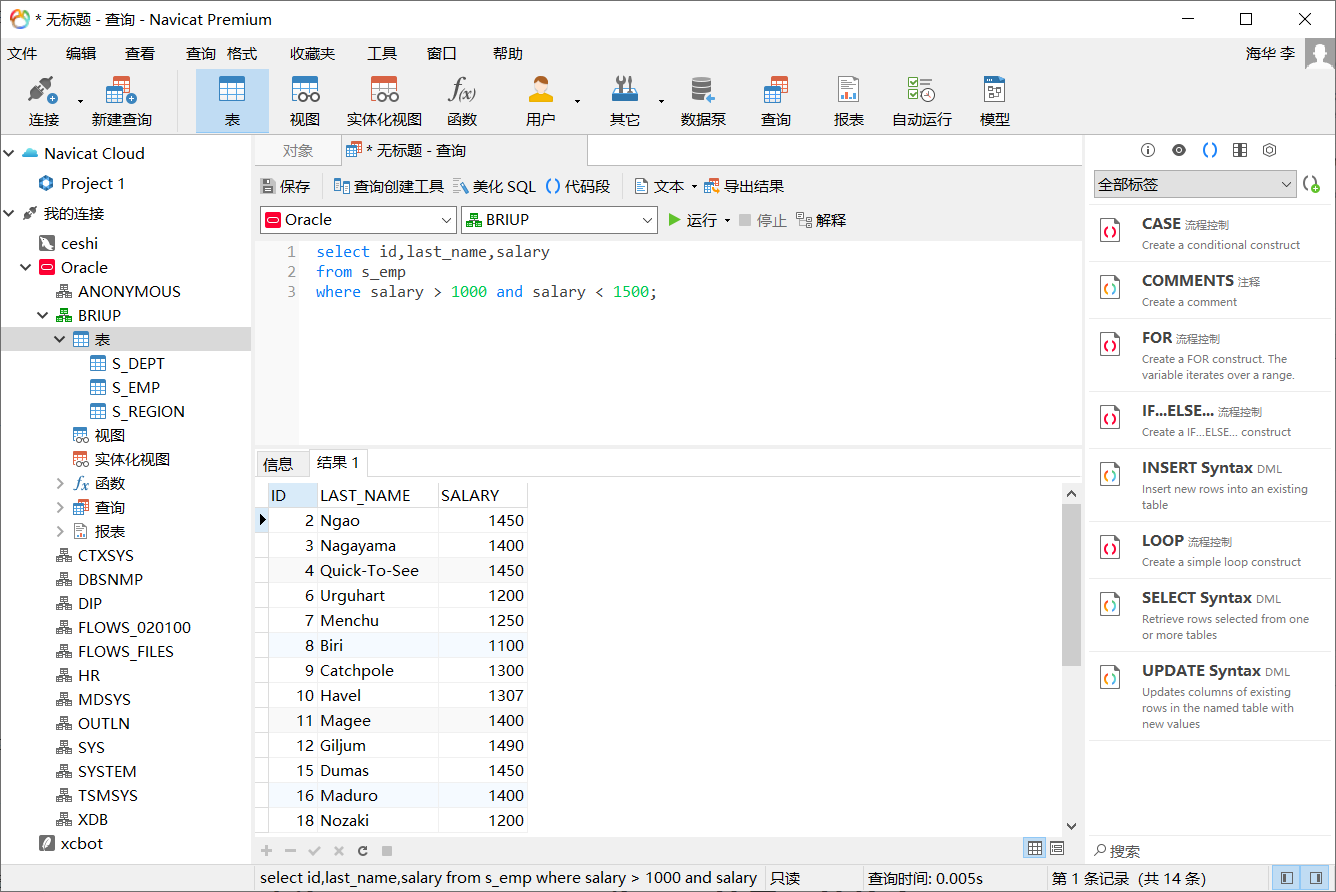 * 无标题 - 查询 - Navicat Premium
文件 编辑 查看 查询 格式 收藏夹 工具 窗口 帮助 海华 李
连接 新建查询 表 视图 实体化视图 函数 用户 其它 数据泵 查询 报表 自动运行 模型
Navicat Cloud
Project 1
我的连接
ceshi
Oracle
ANONYMOUS
BRIUP
表
S_DEPT
S_EMP
S_REGION
视图
实体化视图
函数
查询
报表
CTXSYS
DBSNMP
DIP
FLOWS_020100
FLOWS_FILES
HR
MDSYS
OUTLN
SYS
SYSTEM
TSMSYS
XDB
xcbot
对象 * 无标题 - 查询
保存 查询创建工具 美化 SQL () 代码段 文本 导出结果
Oracle BRIUP 运行 停止 解释
1 select id,last_name,salary
2 from s_emp
3 where salary > 1000 and salary < 1500;
信息 结果 1
ID LAST_NAME SALARY
2 Ngao 1450
3 Nagayama 1400
4 Quick-To-See 1450
6 Urguhart 1200
7 Menchu 1250
8 Biri 1100
9 Catchpole 1300
10 Havel 1307
11 Magee 1400
12 Giljum 1490
15 Dumas 1450
16 Maduro 1400
18 Nozaki 1200
全部标签
CASE 流程控制
Create a conditional construct
COMMENTS 注释
Create a comment
FOR 流程控制
Create a FOR construct. The
variable iterates over a range.
IF...ELSE... 流程控制
Create a IF...ELSE... construct
INSERT Syntax DML
Insert new rows into an existing
table
LOOP 流程控制
Create a simple loop construct
SELECT Syntax DML
Retrieve rows selected from one
or more tables
UPDATE Syntax DML
Updates columns of existing
rows in the named table with
new values
搜索
select id,last_name,salary from s_emp where salary > 1000 and salary 只读 查询时间: 0.005s 第 1 条记录 (共 14 条)